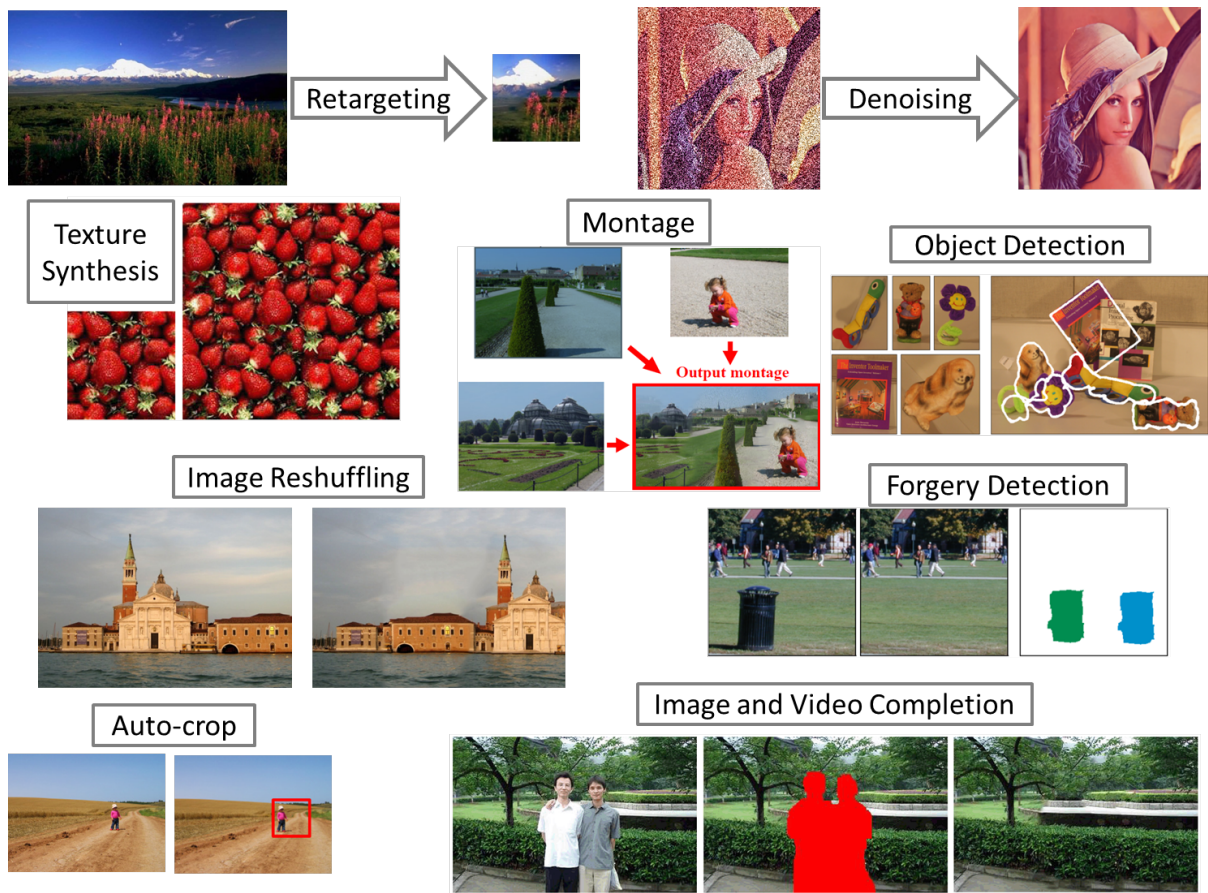 Retargeting
Denoising
Texture
Synthesis
Montage
Output montage
Object Detection
Image Reshuffling
Forgery Detection
Auto-crop
Image and Video Completion